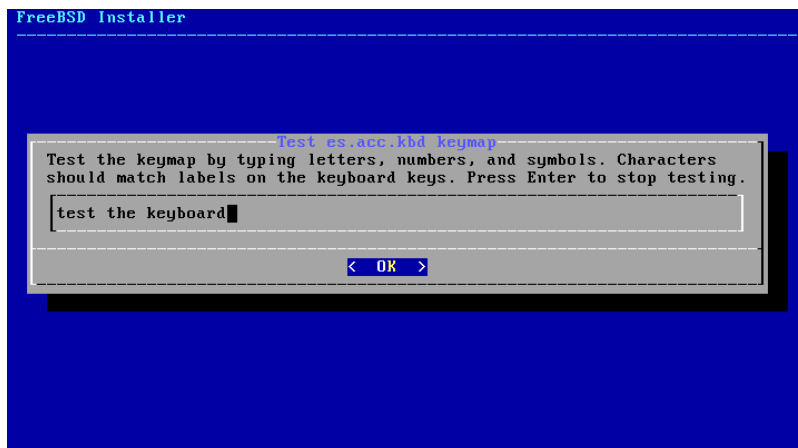 FreeBSD Installer
Test es.acc.kbd keymap
Test the keymap by typing letters, numbers, and symbols. Characters
should match labels on the keyboard keys. Press Enter to stop testing.
test the keyboard
< OK >